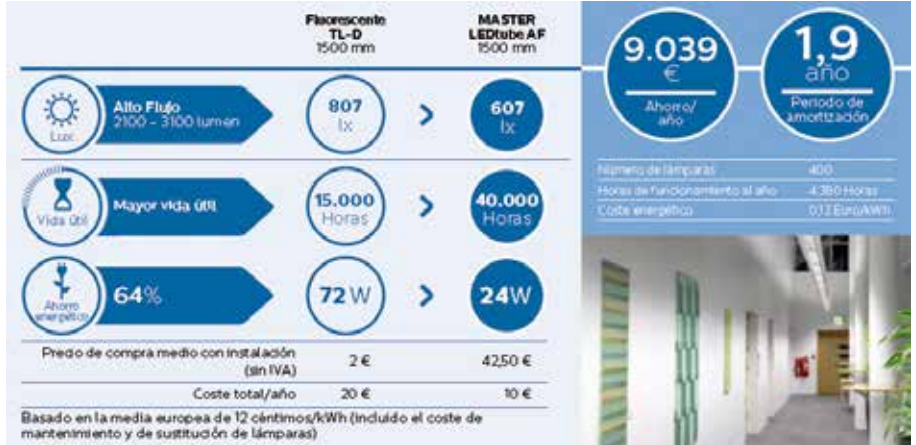 Fluorescente
TL-D
1500 mm
MASTER
LEDtube AF
1500 mm
Lux
Alto Flujo
2100 - 3100 lumen
807
lx
>
607
lx
Vida útil
Mayor vida útil
15.000
Horas
>
40.000
Horas
Ahorro
energético
64%
72 W
>
24W
Precio de compra medio con instalación
(sin IVA)
2 €
42,50 €
Coste total/año
20 €
10 €
Basado en la media europea de 12 céntimos/kWh (incluido el coste de
mantenimiento y de sustitución de lámparas)
9.039
€
Ahorro/
año
1,9
año
Periodo de
amortización
Número de lámparas 400
Horas de funcionamiento al año 4.380 Horas
Coste energético 0,12 Euro/kWh